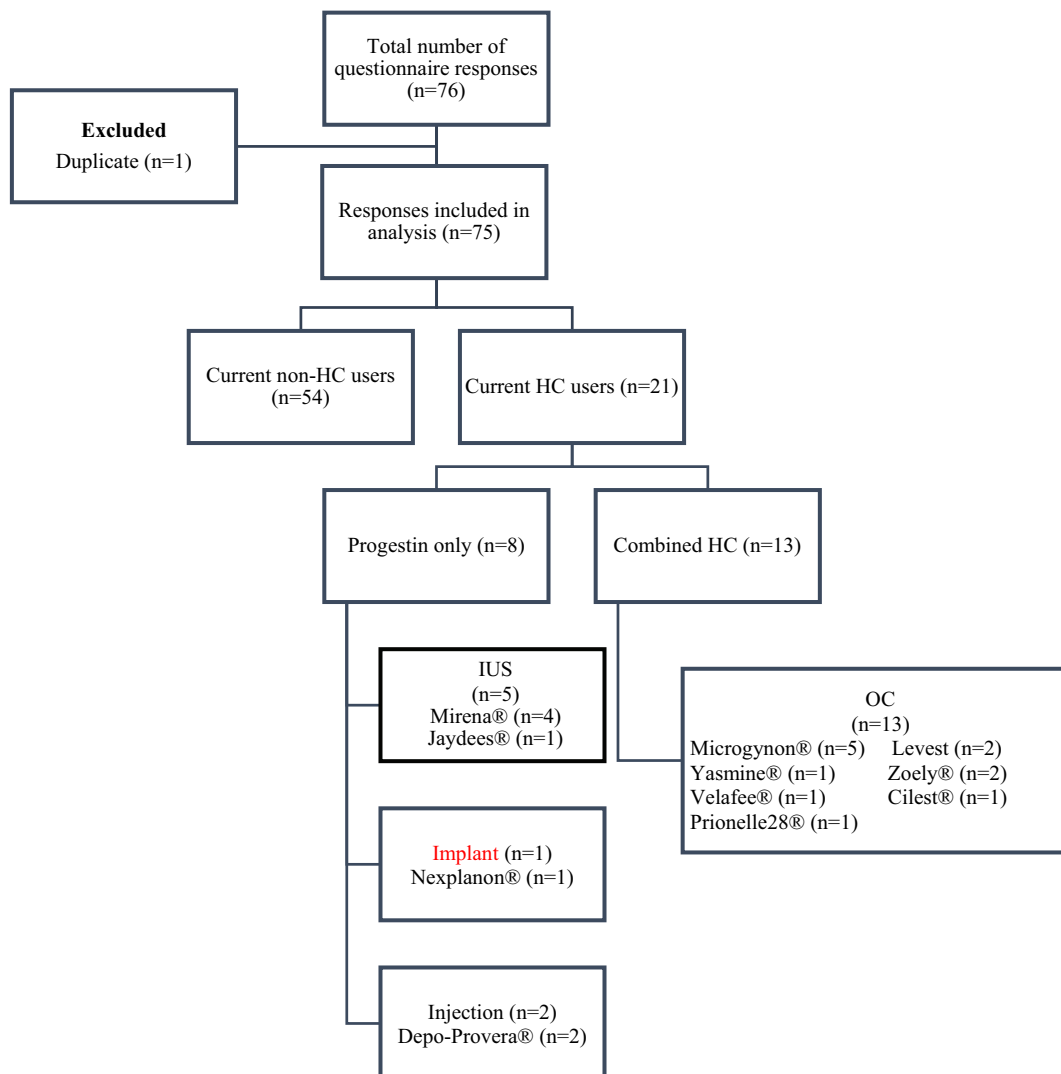 Total number of
questionnaire responses
(n=76)
Excluded
Duplicate (n=1)
Responses included in
analysis (n=75)
Current non-HC users
(n=54)
Current HC users (n=21)
Progestin only (n=8)
Combined HC (n=13)
IUS
(n=5)
Mirena® (n=4)
Jaydees® (n=1)
OC
(n=13)
Microgynon® (n=5) Levest (n=2)
Yasmine® (n=1) Zoely® (n=2)
Velafee® (n=1) Cilest® (n=1)
Prionelle28® (n=1)
Implant (n=1)
Nexplanon® (n=1)
Injection (n=2)
Depo-Provera® (n=2)